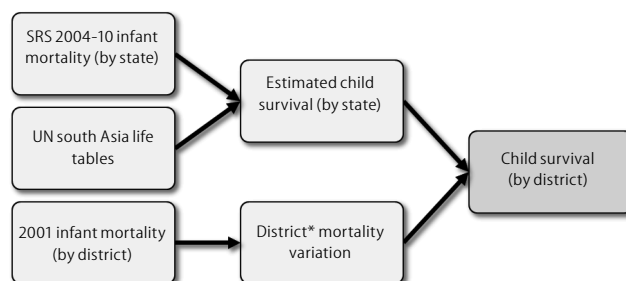 SRS 2004-10 infant
mortality (by state)
UN south Asia life
tables
2001 infant mortality
(by district)
Estimated child
survival (by state)
District* mortality
variation
Child survival
(by district)